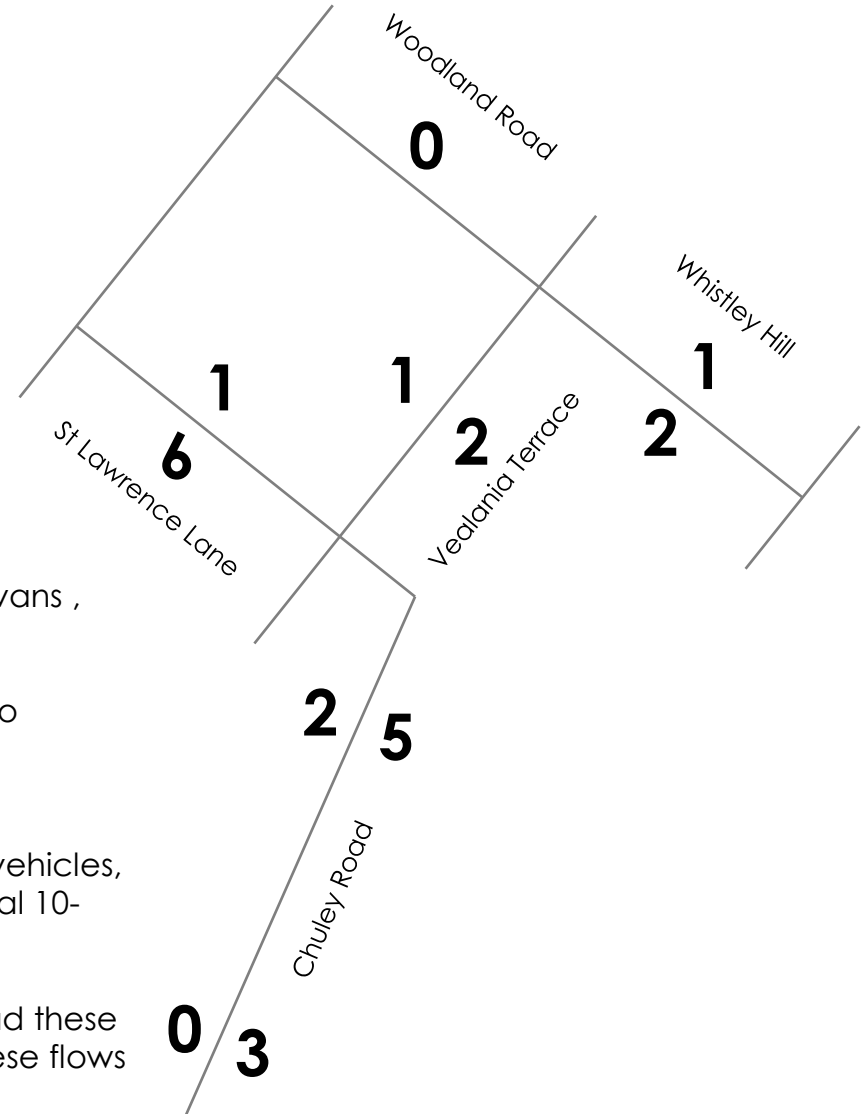 Woodland Road
0
Whistley Hill
1
2
1
2
Vealania Terrace
1
6
St Lawrence Lane
vans ,
o
2
5
Chuley Road
vehicles,
al 10-
d these
ese flows
0
3